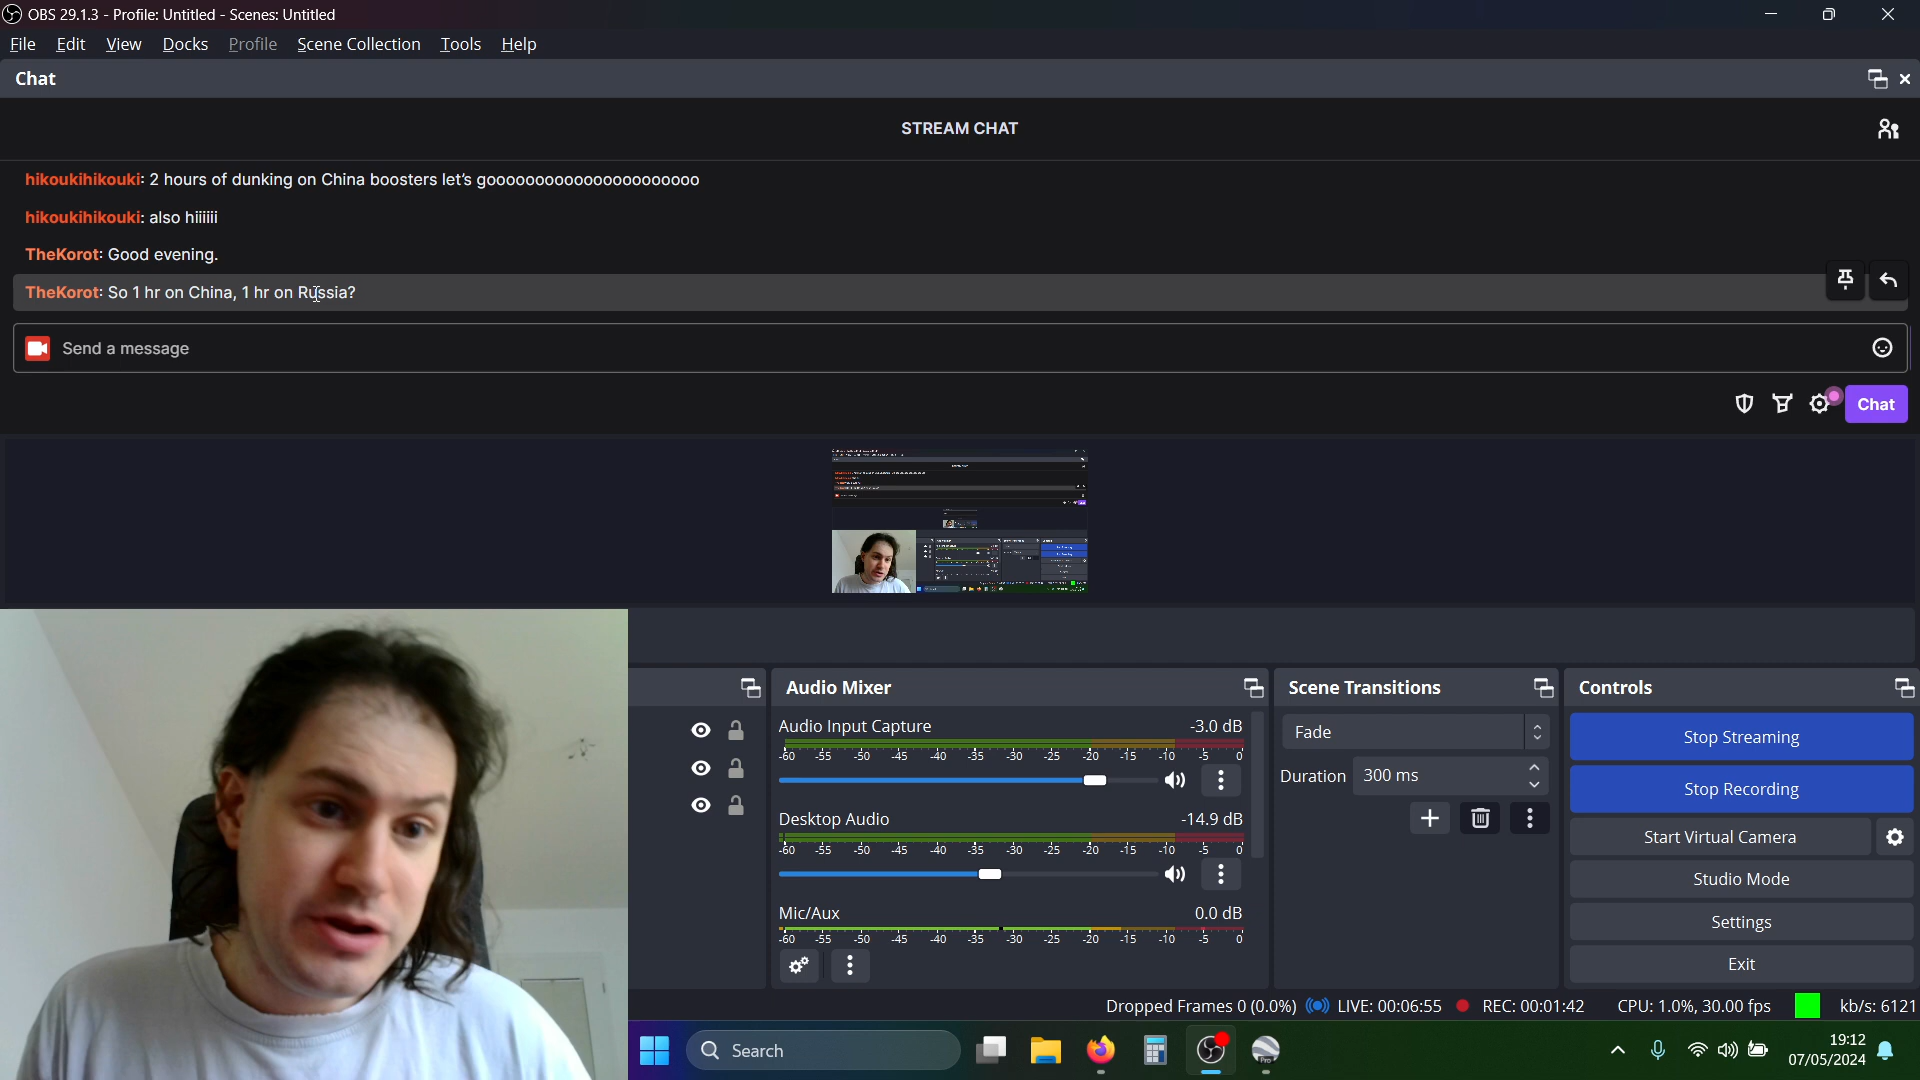 OBS 29.1.3 - Profile: Untitled - Scenes: Untitled
File Edit View Docks Profile Scene Collection Tools Help
Chat
STREAM CHAT
hikoukihikouki: 2 hours of dunking on China boosters let's goooooooooooooooooooooo
hikoukihikouki: also hiiiiii
TheKorot: Good evening.
TheKorot: So 1 hr on China, 1 hr on Russia?
Send a message
Chat
Audio Mixer
Scene Transitions
Controls
Audio Input Capture -3.0 dB
-60 -55 -50 -45 -40 -35 -30 -25 -20 -15 -10 -5 0
Desktop Audio -14.9 dB
-60 -55 -50 -45 -40 -35 -30 -25 -20 -15 -10 -5 0
Mic/Aux 0.0 dB
-60 -55 -50 -45 -40 -35 -30 -25 -20 -15 -10 -5 0
Fade
Duration 300 ms
Stop Streaming
Stop Recording
Start Virtual Camera
Studio Mode
Settings
Exit
Dropped Frames 0 (0.0%) LIVE: 00:06:55 REC: 00:01:42 CPU: 1.0%, 30.00 fps kb/s: 6121
Search
Pro
19:12
07/05/2024